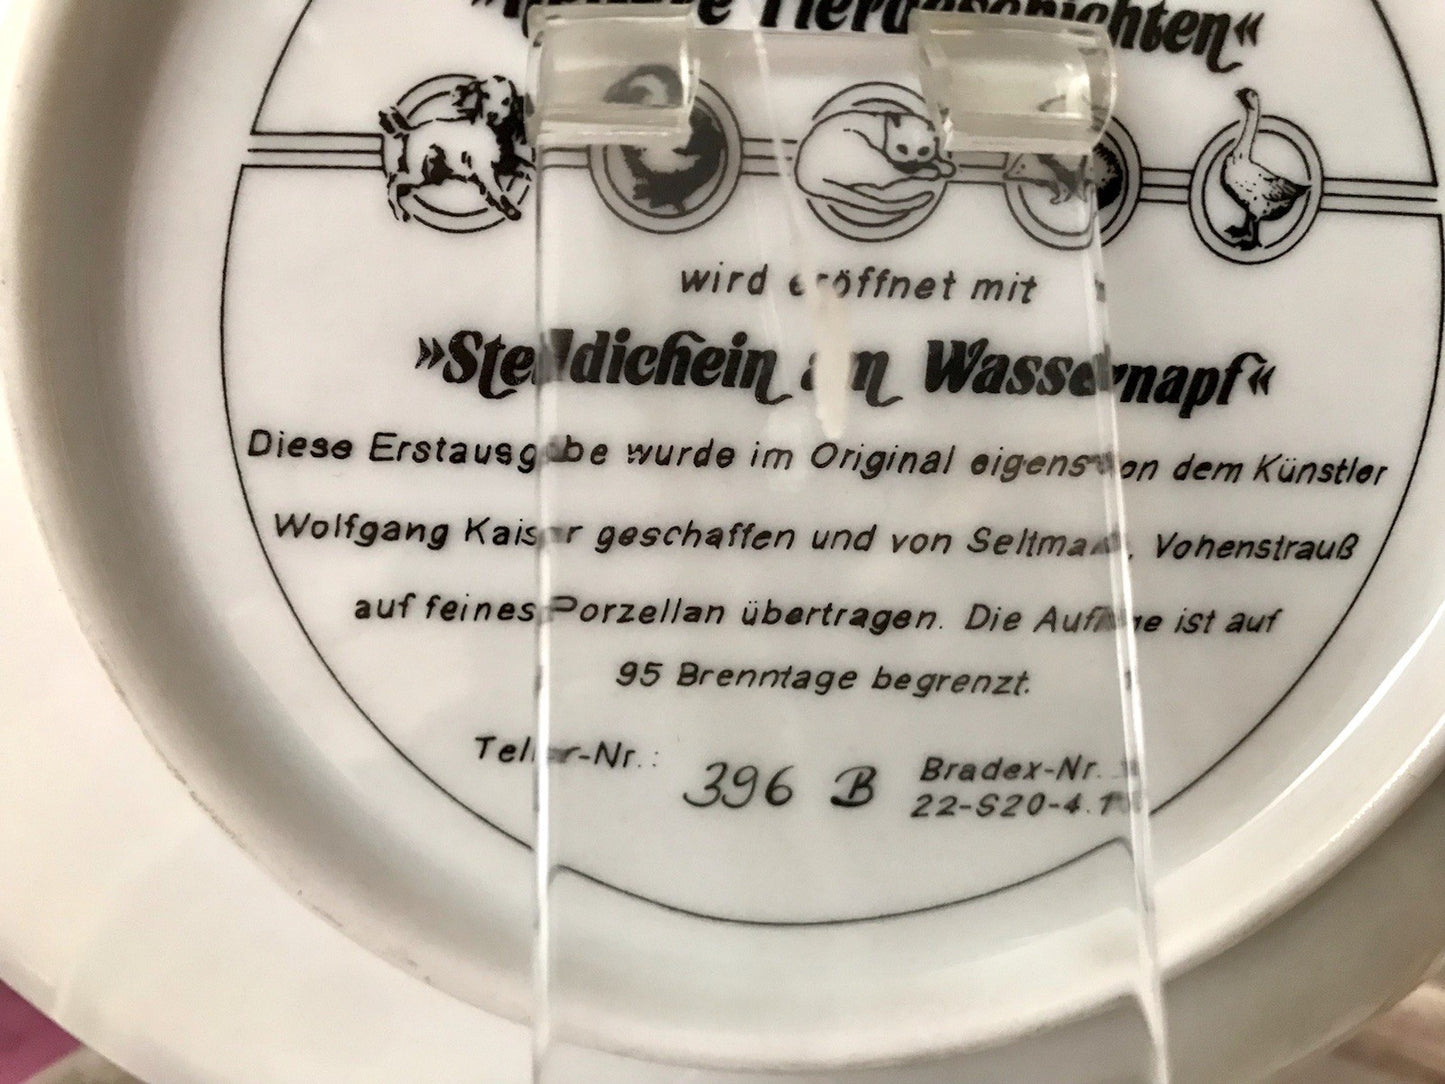 Tiergeschichten«
wird eröffnet mit
»Stelldichein am Wassernapf«
Diese Erstausgabe wurde im Original eigens von dem Künstler
Wolfgang Kaiser geschaffen und von Seltmann, Vohenstrauß
auf feines Porzellan übertragen. Die Auflage ist auf
95 Brenntage begrenzt.
Teller-Nr.: 396 B
Bradex-Nr.
22-S20-4.1